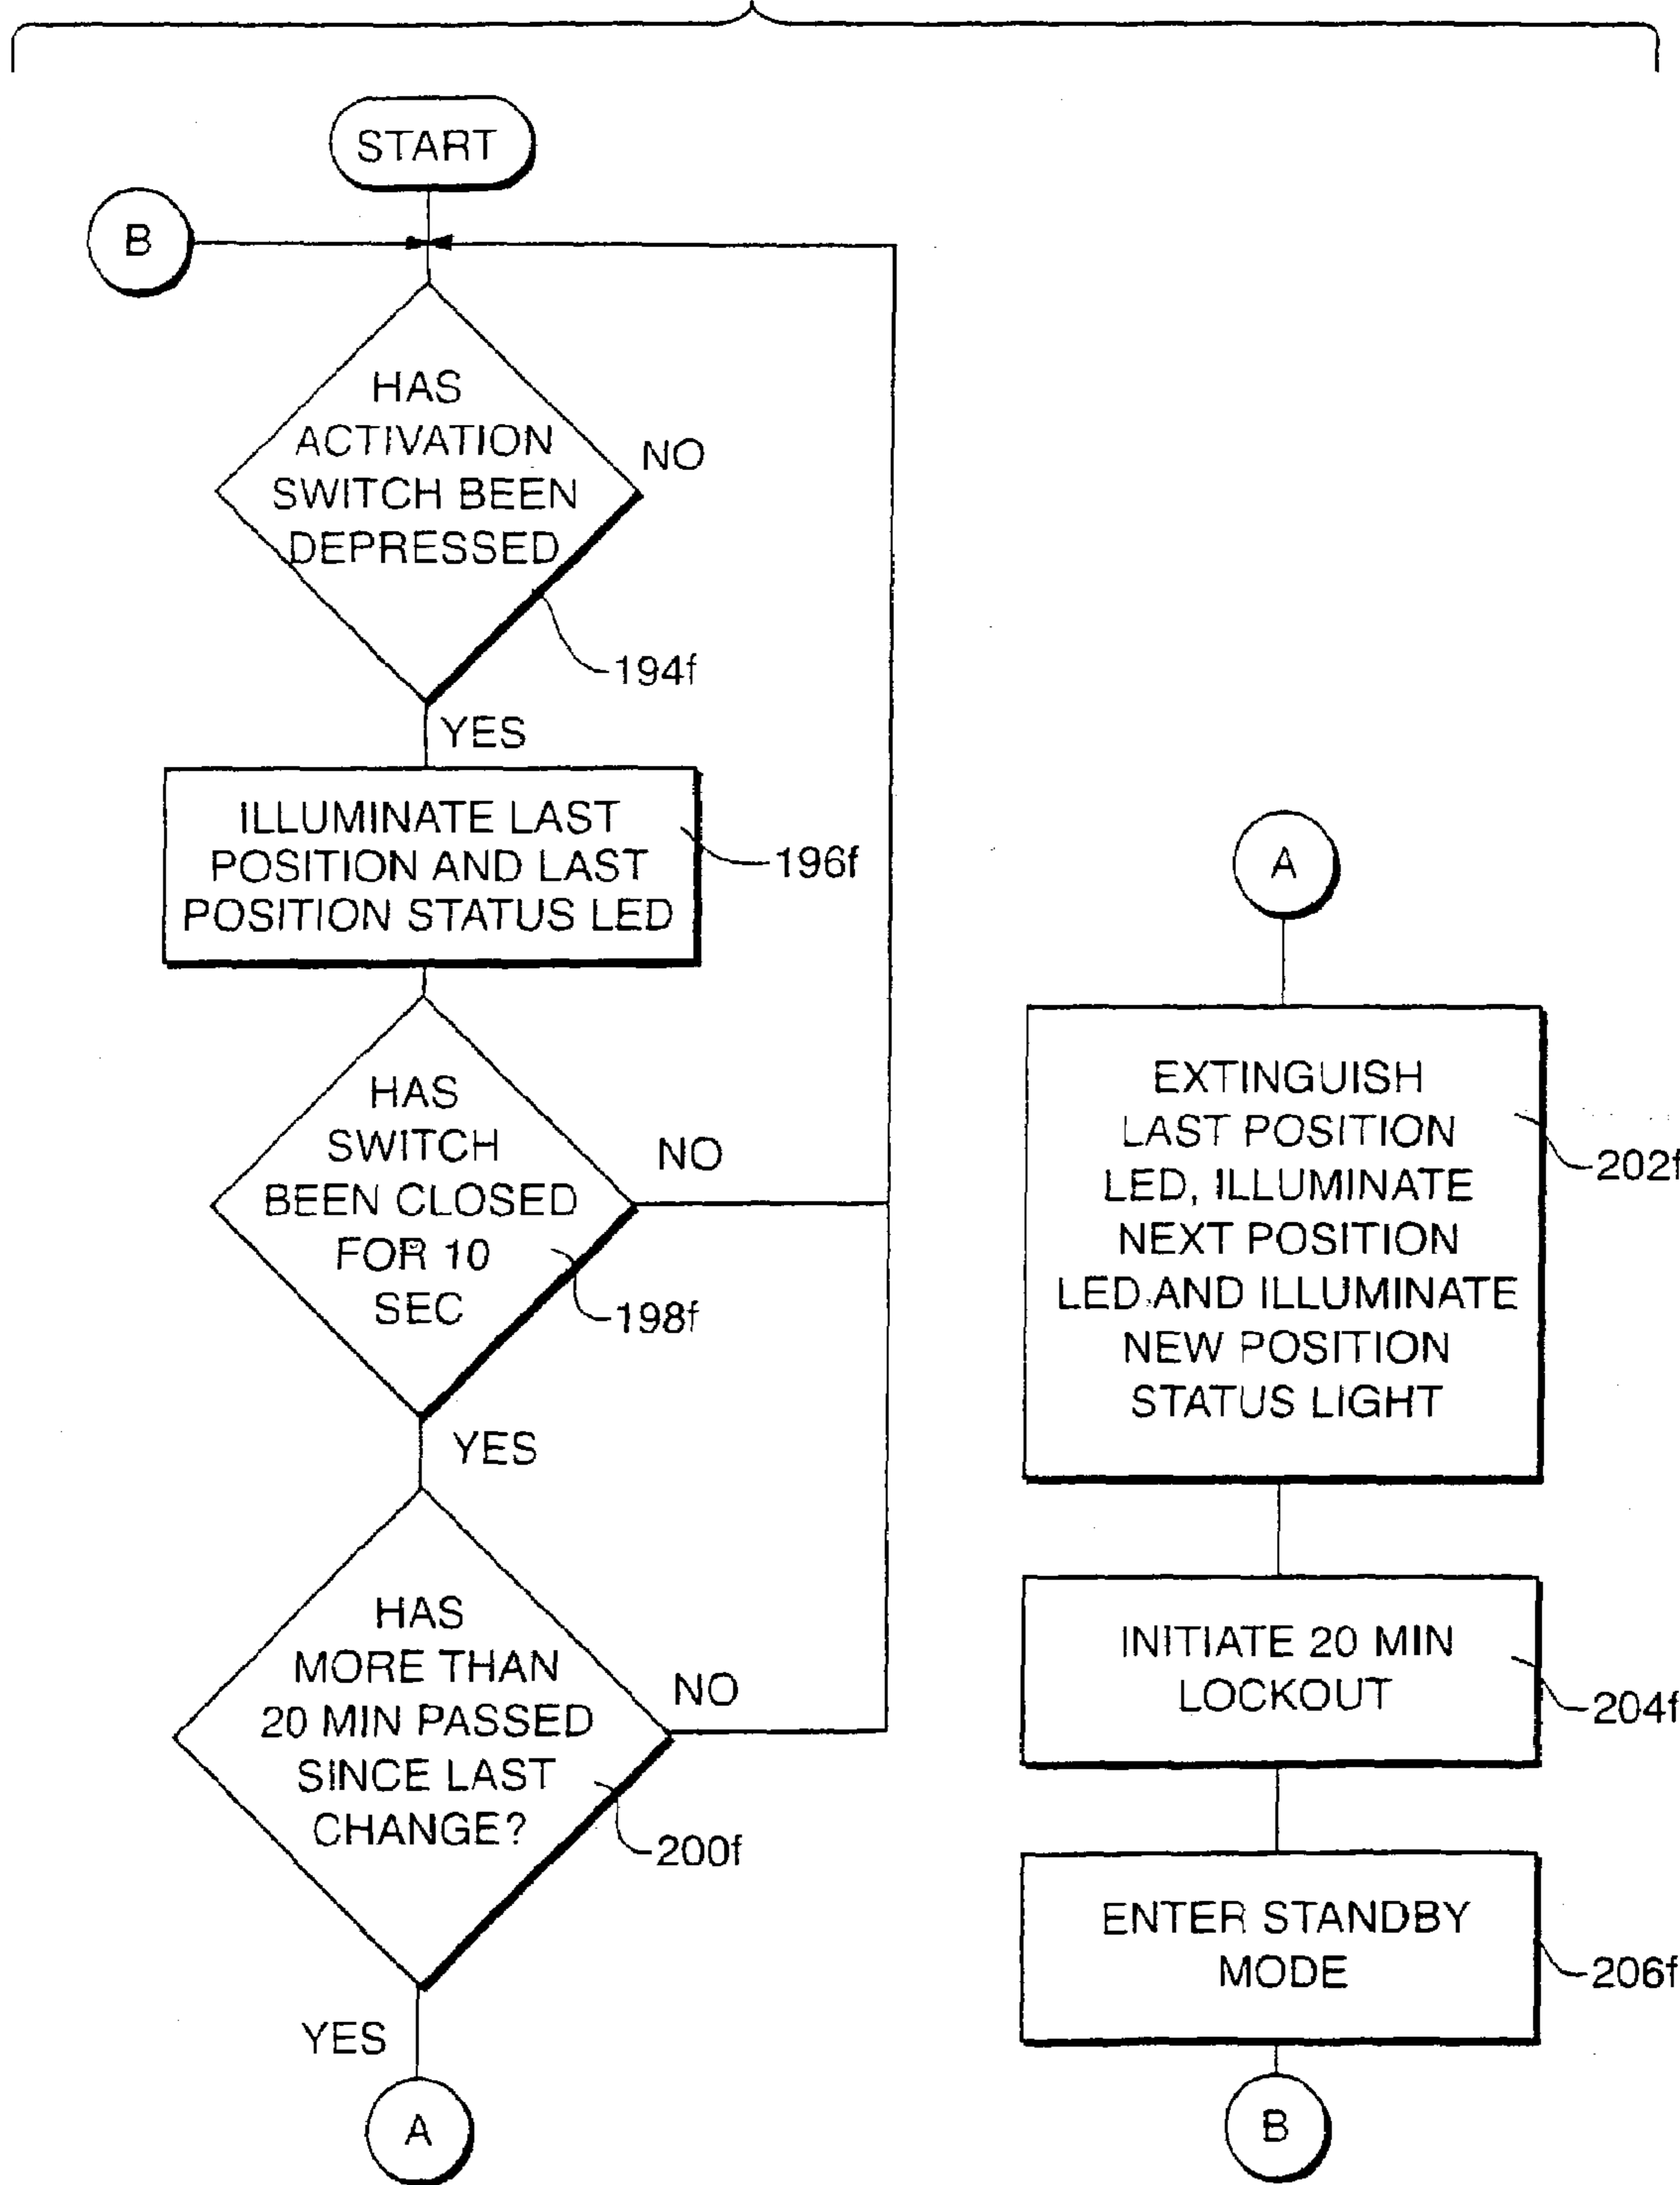 START
B
HAS
ACTIVATION
SWITCH BEEN
DEPRESSED
NO
194f
YES
ILLUMINATE LAST
POSITION AND LAST
POSITION STATUS LED
196f
HAS
SWITCH
BEEN CLOSED
FOR 10
SEC
NO
198f
YES
HAS
MORE THAN
20 MIN PASSED
SINCE LAST
CHANGE?
NO
200f
YES
A
A
EXTINGUISH
LAST POSITION
LED, ILLUMINATE
NEXT POSITION
LED AND ILLUMINATE
NEW POSITION
STATUS LIGHT
202f
INITIATE 20 MIN
LOCKOUT
204f
ENTER STANDBY
MODE
206f
B